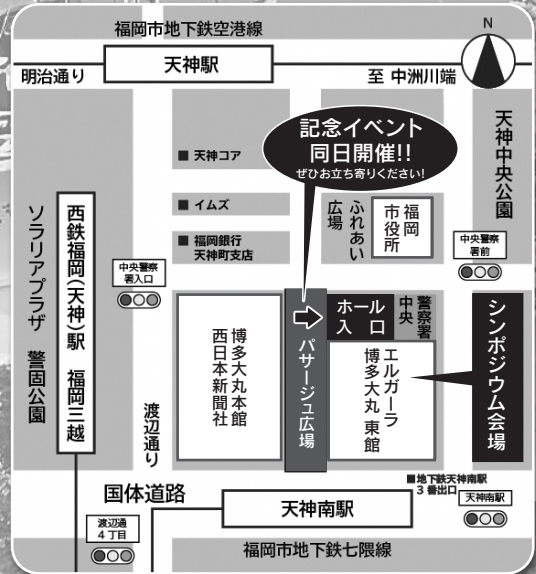 福岡市地下鉄空港線
N
天神駅
明治通り
至 中洲川端
記念イベント
同日開催!!
ぜひお立ち寄りください!
■ 天神コア
■ イムズ
■ 福岡銀行
天神町支店
ふれあい
広場
福岡
市役所
天神中央公園
中央警察
署前
ソラリアプラザ 警固公園
西鉄福岡(天神)駅 福岡三越
中央警察
署入口
渡辺通り
博多大丸本館
西日本新聞社
パサージュ広場
ホール
入口
中央
警察署
エルガーラ
博多大丸 東館
シンポジウム会場
■地下鉄天神南駅
3 番出口
国体道路
天神南駅
天神南駅
渡辺通
4丁目
福岡市地下鉄七隈線